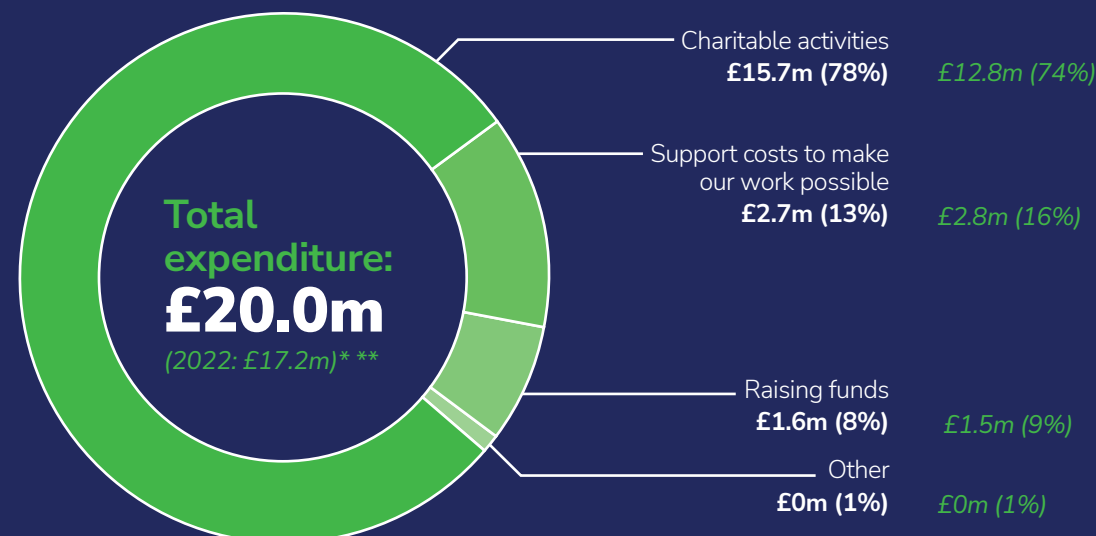 Charitable activities
£15.7m (78%) £12.8m (74%)
Support costs to make
our work possible
£2.7m (13%) £2.8m (16%)
Total
expenditure:
£20.0m
(2022: £17.2m)* **
Raising funds
£1.6m (8%) £1.5m (9%)
Other
£0m (1%) £0m (1%)